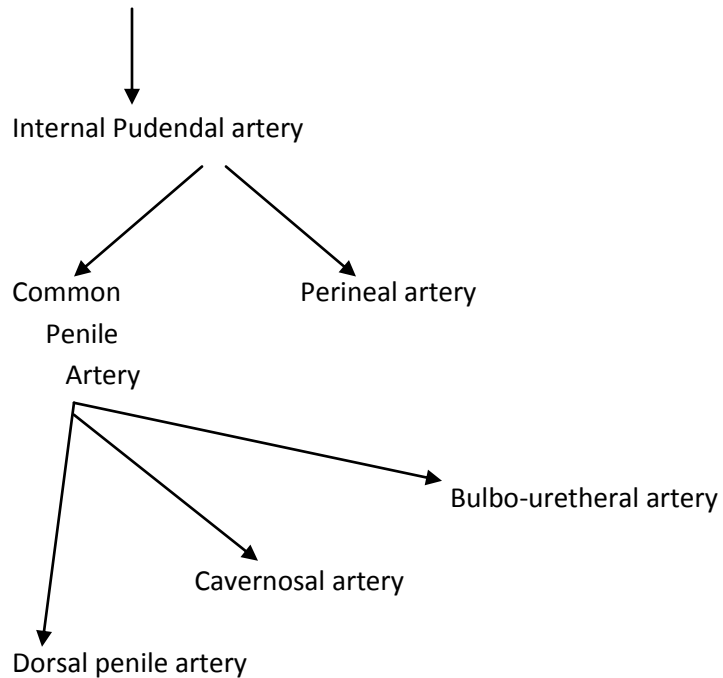 Internal Pudendal artery
Common
Perineal artery
Penile
Artery
Bulbo-uretheral artery
Cavernosal artery
Dorsal penile artery